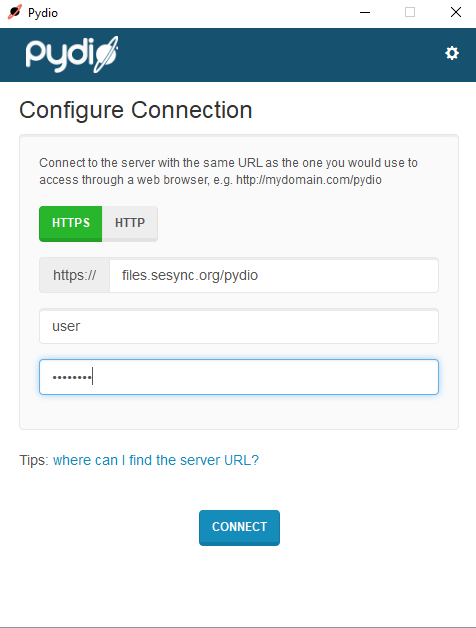 Pydio
pydio
Configure Connection
Connect to the server with the same URL as the one you would use to
access through a web browser, e.g. http://mydomain.com/pydio
HTTPS HTTP
https:// files.sesync.org/pydio
user
••••••••
Tips: where can I find the server URL?
CONNECT